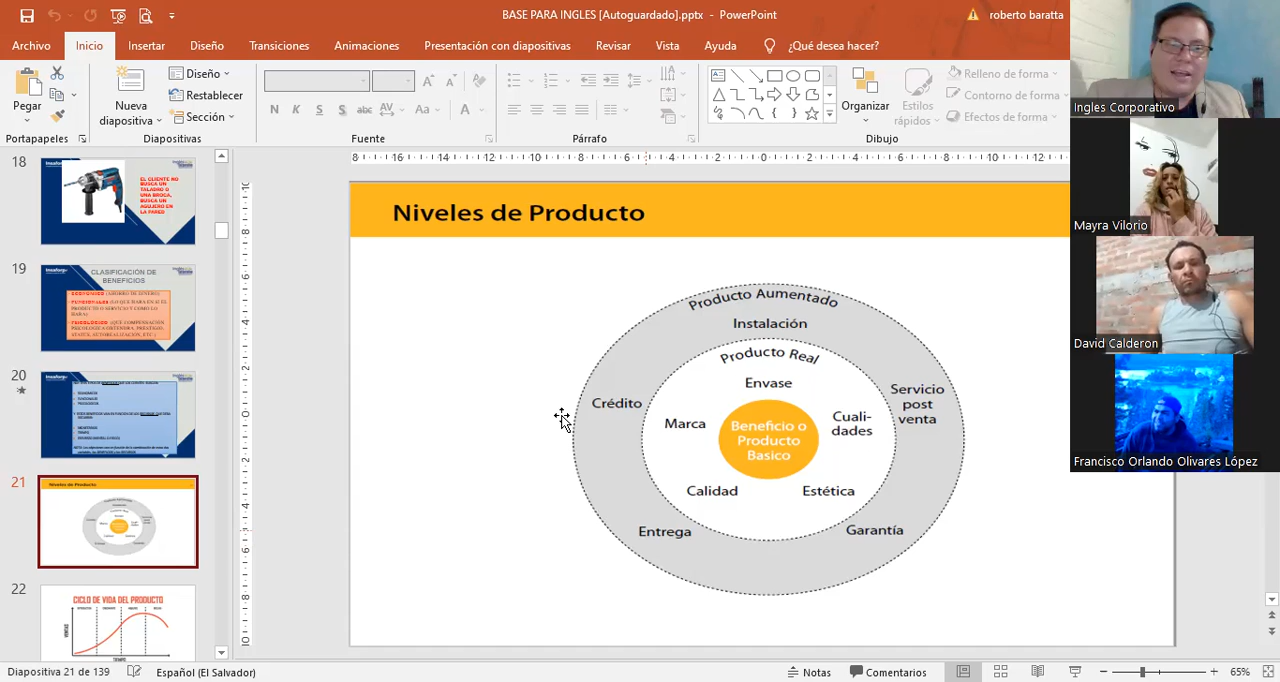 BASE PARA INGLES [Autoguardado].pptx - PowerPoint
roberto baratta
Archivo
Inicio
Insertar
Diseño
Transiciones
Animaciones
Presentación con diapositivas
Revisar
Vista
Ayuda
¿Qué desea hacer?
Pegar
Nueva
diapositiva
Diseño
Restablecer
Sección
N K S S abc AV Aa A
Organizar
Estilos
rápidos
Relleno de forma
Contorno de forma
Efectos de forma
Portapapeles
Diapositivas
Fuente
Párrafo
Dibujo
18
EL CLIENTE NO
BUSCA UN
TALADRO O
UNA BROCA,
BUSCA UN
AGUJERO EN
LA PARED
19
CLASIFICACIÓN DE
BENEFICIOS
20
21
Niveles de Producto
22
CICLO DE VIDA DEL PRODUCTO
TIEMPO
Niveles de Producto
Producto Aumentado
Instalación
Producto Real
Envase
Crédito
Servicio
post
venta
Marca
Cuali-
dades
Beneficio o
Producto
Basico
Calidad
Estética
Entrega
Garantía
Ingles Corporativo
Mayra Vilorio
David Calderon
Francisco Orlando Olivares López
Diapositiva 21 de 139
Español (El Salvador)
Notas
Comentarios
65%